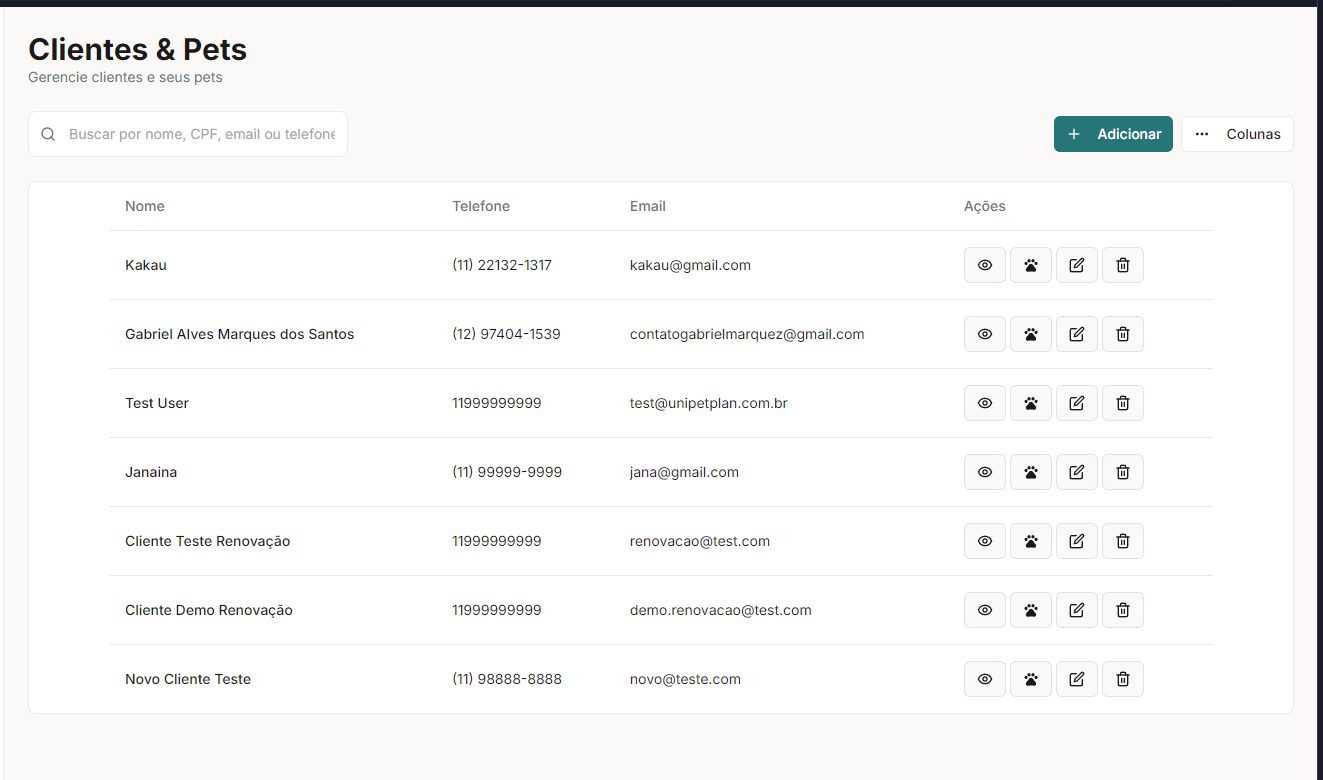 Clientes & Pets
Gerencie clientes e seus pets
Buscar por nome, CPF, email ou telefone
Adicionar
Colunas
Nome Telefone Email Ações
Kakau (11) 22132-1317 kakau@gmail.com
Gabriel Alves Marques dos Santos (12) 97404-1539 contatogabrielmarquez@gmail.com
Test User 11999999999 test@unipetplan.com.br
Janaina (11) 99999-9999 jana@gmail.com
Cliente Teste Renovação 11999999999 renovacao@test.com
Cliente Demo Renovação 11999999999 demo.renovacao@test.com
Novo Cliente Teste (11) 98888-8888 novo@teste.com